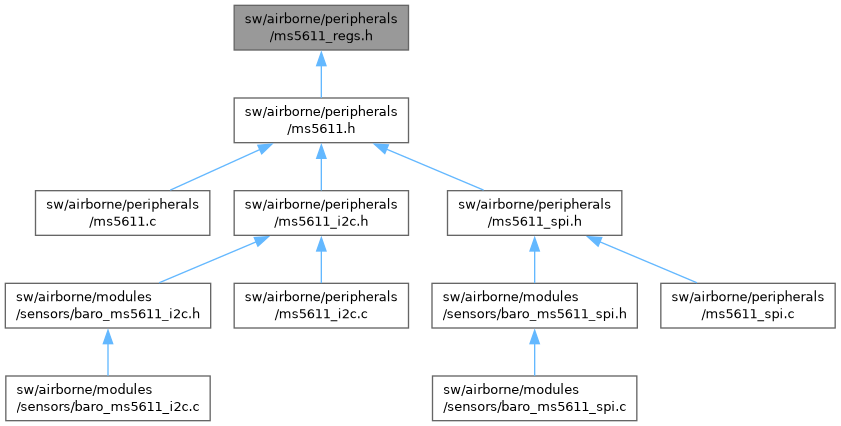 sw/airborne/peripherals
/ms5611_regs.h
sw/airborne/peripherals
/ms5611.h
sw/airborne/peripherals
/ms5611.c
sw/airborne/peripherals
/ms5611_i2c.h
sw/airborne/peripherals
/ms5611_spi.h
sw/airborne/modules
/sensors/baro_ms5611_i2c.h
sw/airborne/peripherals
/ms5611_i2c.c
sw/airborne/modules
/sensors/baro_ms5611_spi.h
sw/airborne/peripherals
/ms5611_spi.c
sw/airborne/modules
/sensors/baro_ms5611_i2c.c
sw/airborne/modules
/sensors/baro_ms5611_spi.c